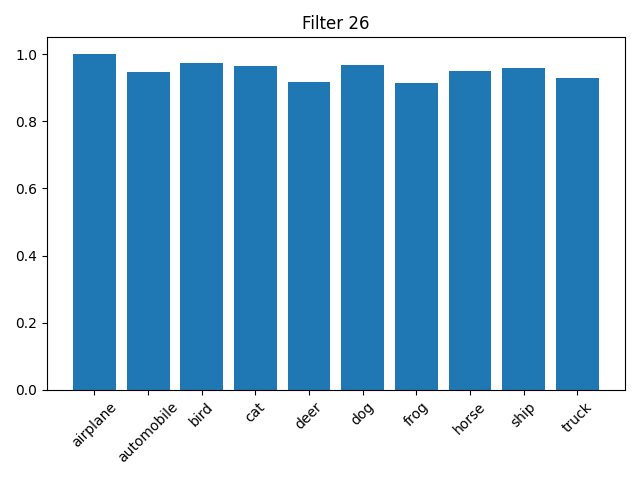 Filter 26
1.0
0.8
0.6
0.4
0.2
0.0
airplane
automobile
bird
cat
deer
dog
frog
horse
ship
truck